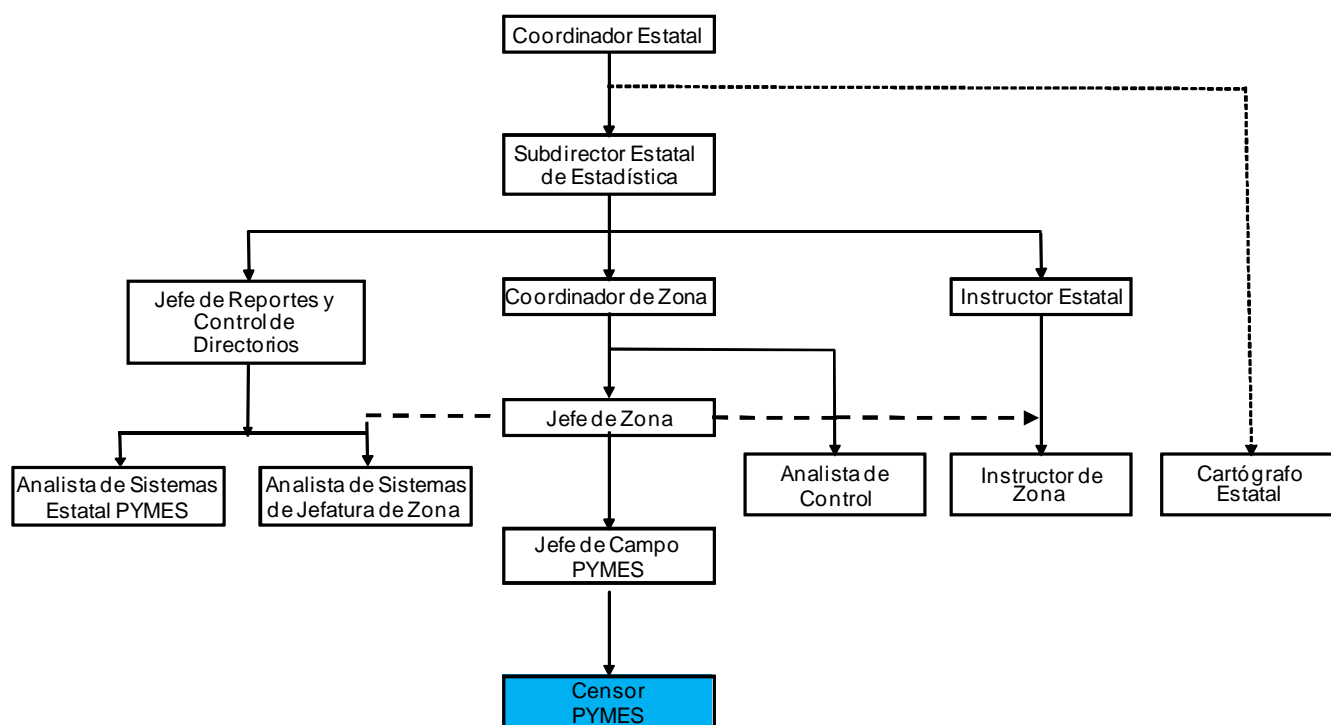 Coordinador Estatal
Subdirector Estatal
de Estadística
Jefe de Reportes y
Control de
Directorios
Coordinador de Zona
Instructor Estatal
Jefe de Zona
Analista de Sistemas
Estatal PYMES
Analista de Sistemas
de Jefatura de Zona
Analista de
Control
Instructor de
Zona
Cartógrafo
Estatal
Jefe de Campo
PYMES
Censor
PYMES